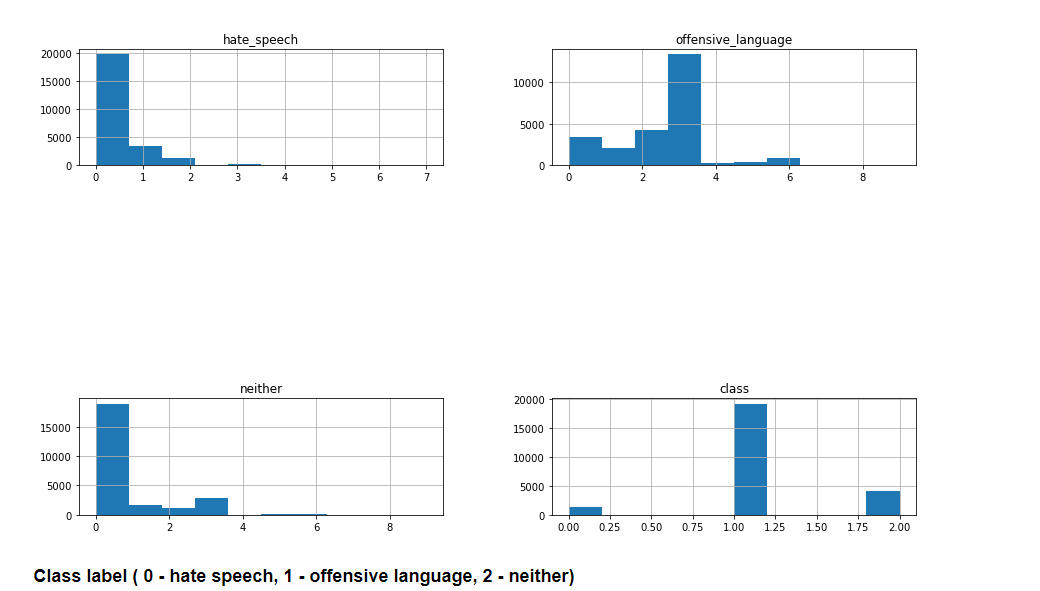 hate_speech
20000
15000
10000
5000
0
0 1 2 3 4 5 6 7
offensive_language
10000
5000
0
0 2 4 6 8
neither
15000
10000
5000
0
0 2 4 6 8
class
20000
15000
10000
5000
0
0.00 0.25 0.50 0.75 1.00 1.25 1.50 1.75 2.00
Class label ( 0 - hate speech, 1 - offensive language, 2 - neither)